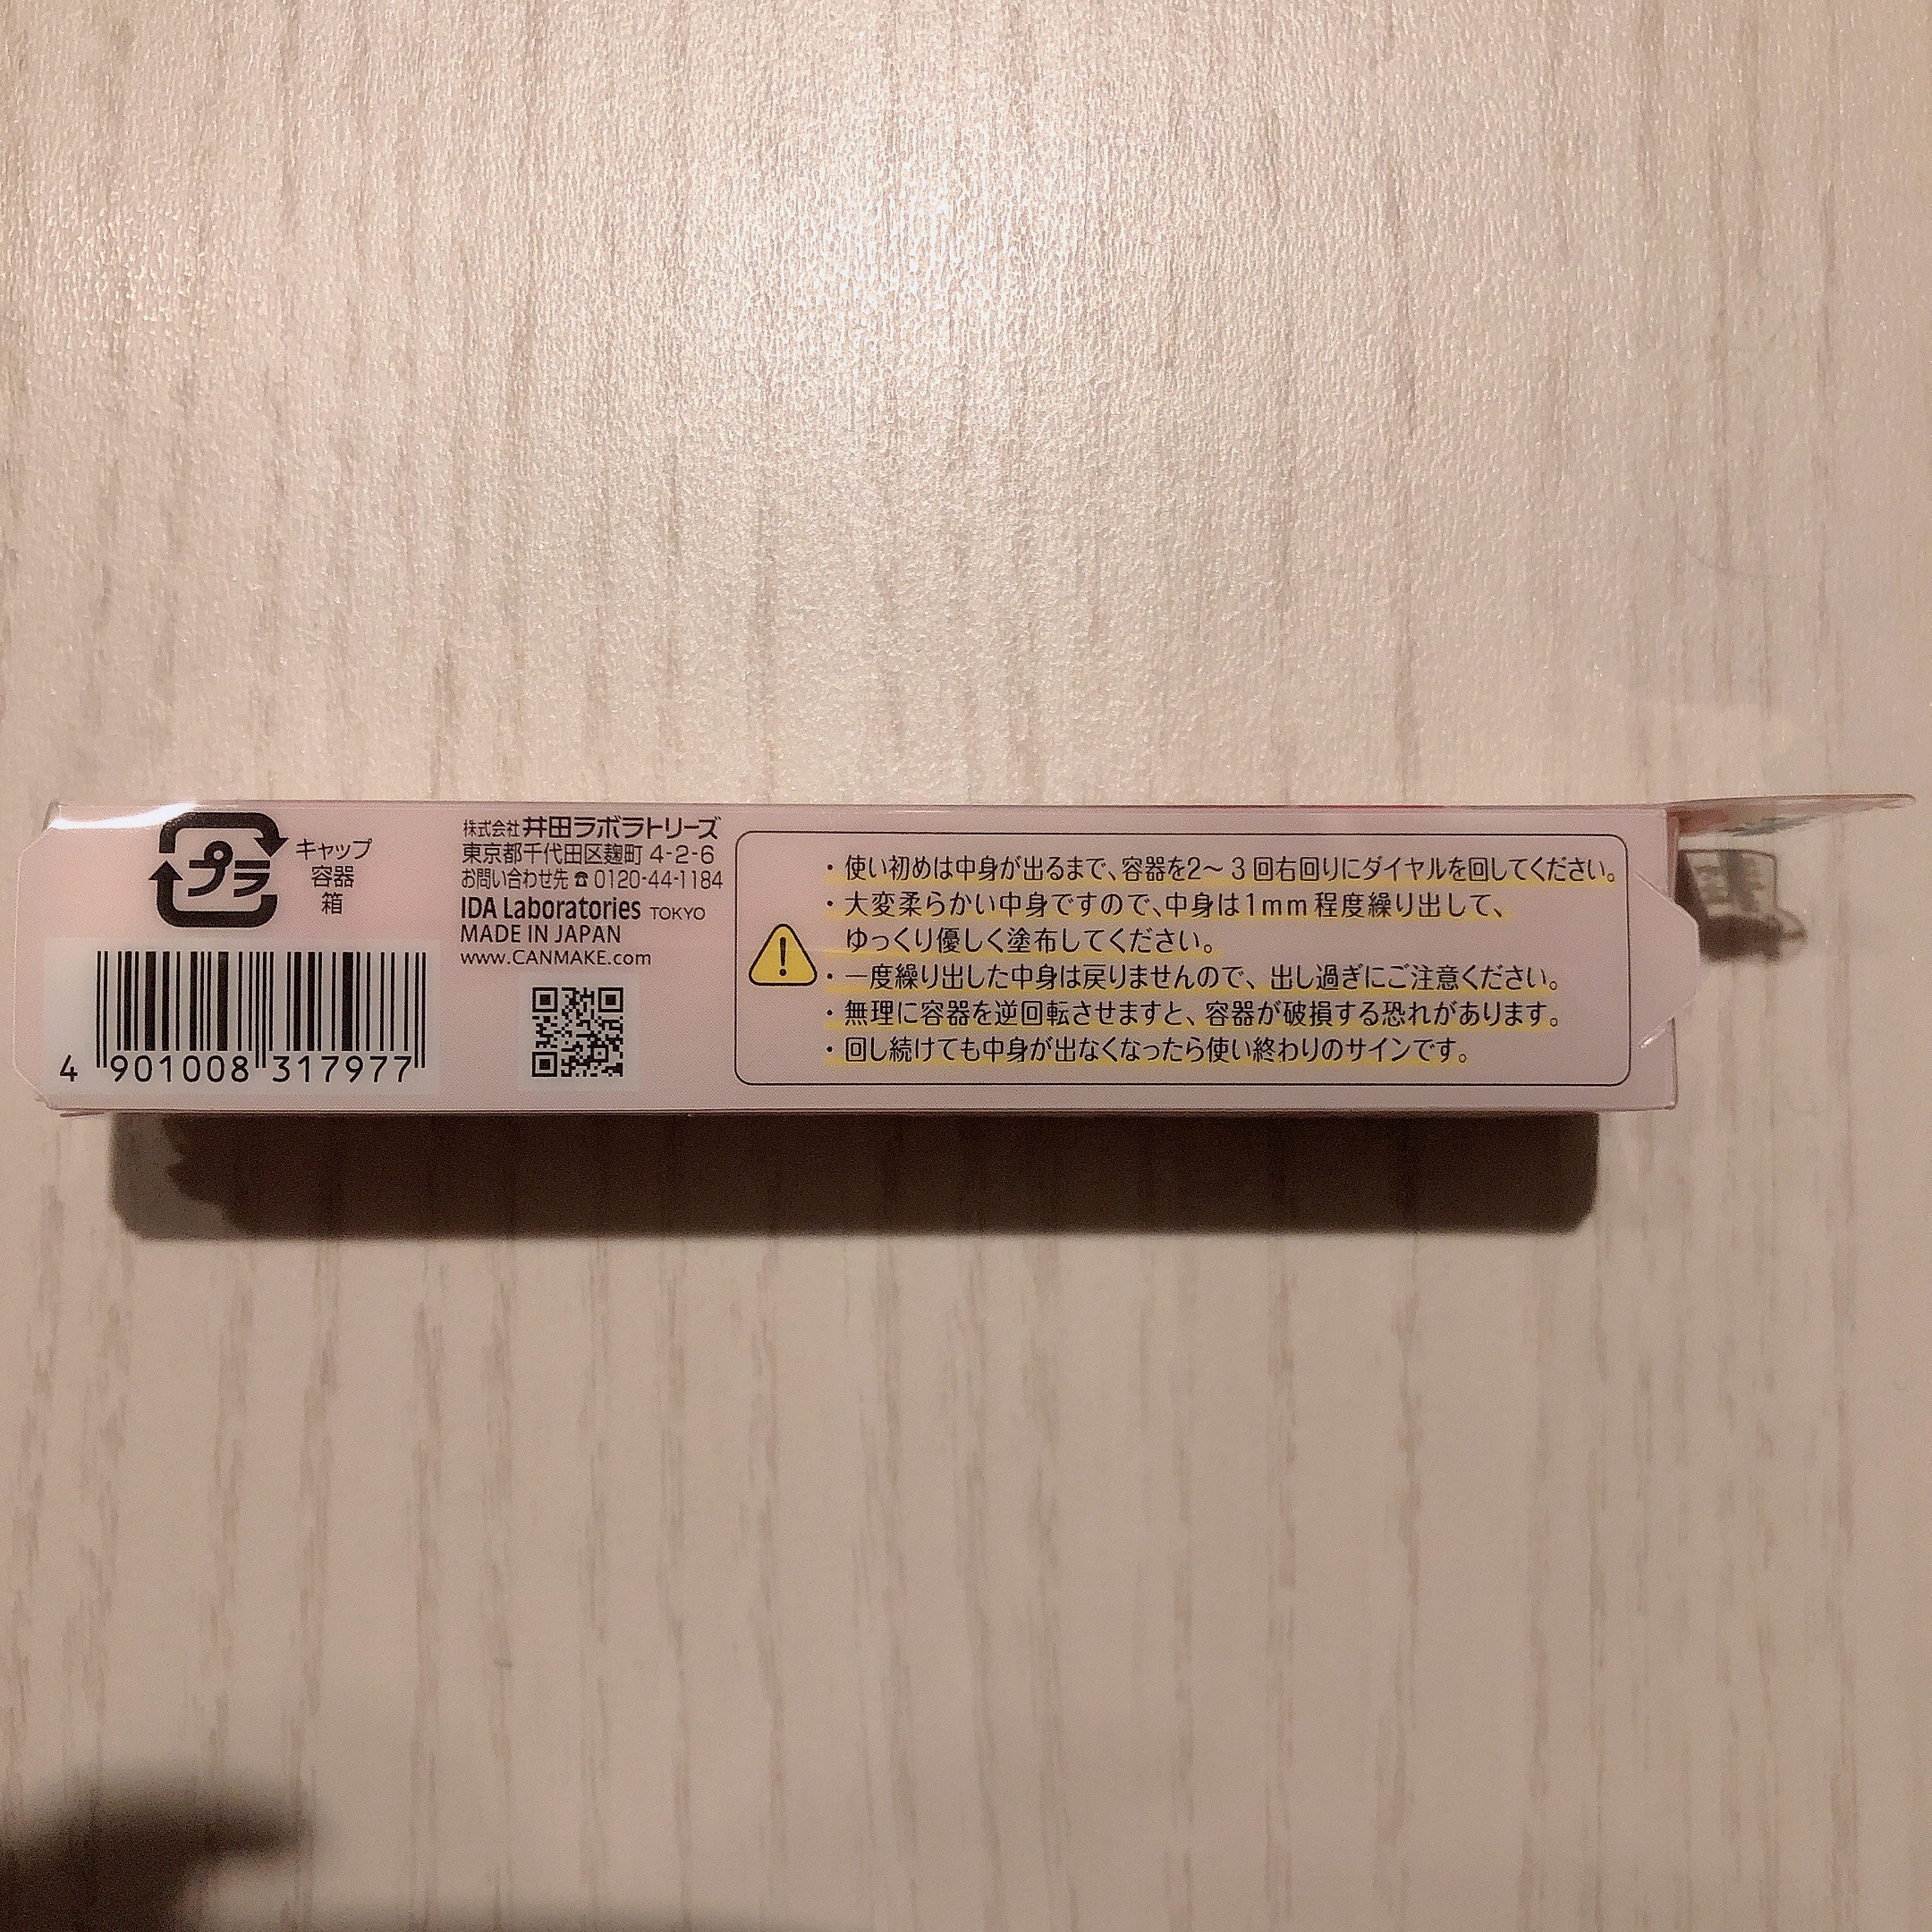 プラ
キャップ
容器
箱
4 901008 317977
株式会社 井田ラボラトリーズ
東京都千代田区麹町 4-2-6
お問い合わせ先 ☎ 0120-44-1184
IDA Laboratories TOKYO
MADE IN JAPAN
www.CANMAKE.com
・使い初めは中身が出るまで、容器を2〜3回右回りにダイヤルを回してください。
・大変柔らかい中身ですので、中身は1mm程度繰り出して、
ゆっくり優しく塗布してください。
・一度繰り出した中身は戻りませんので、出し過ぎにご注意ください。
・無理に容器を逆回転させますと、容器が破損する恐れがあります。
・回し続けても中身が出なくなったら使い終わりのサインです。